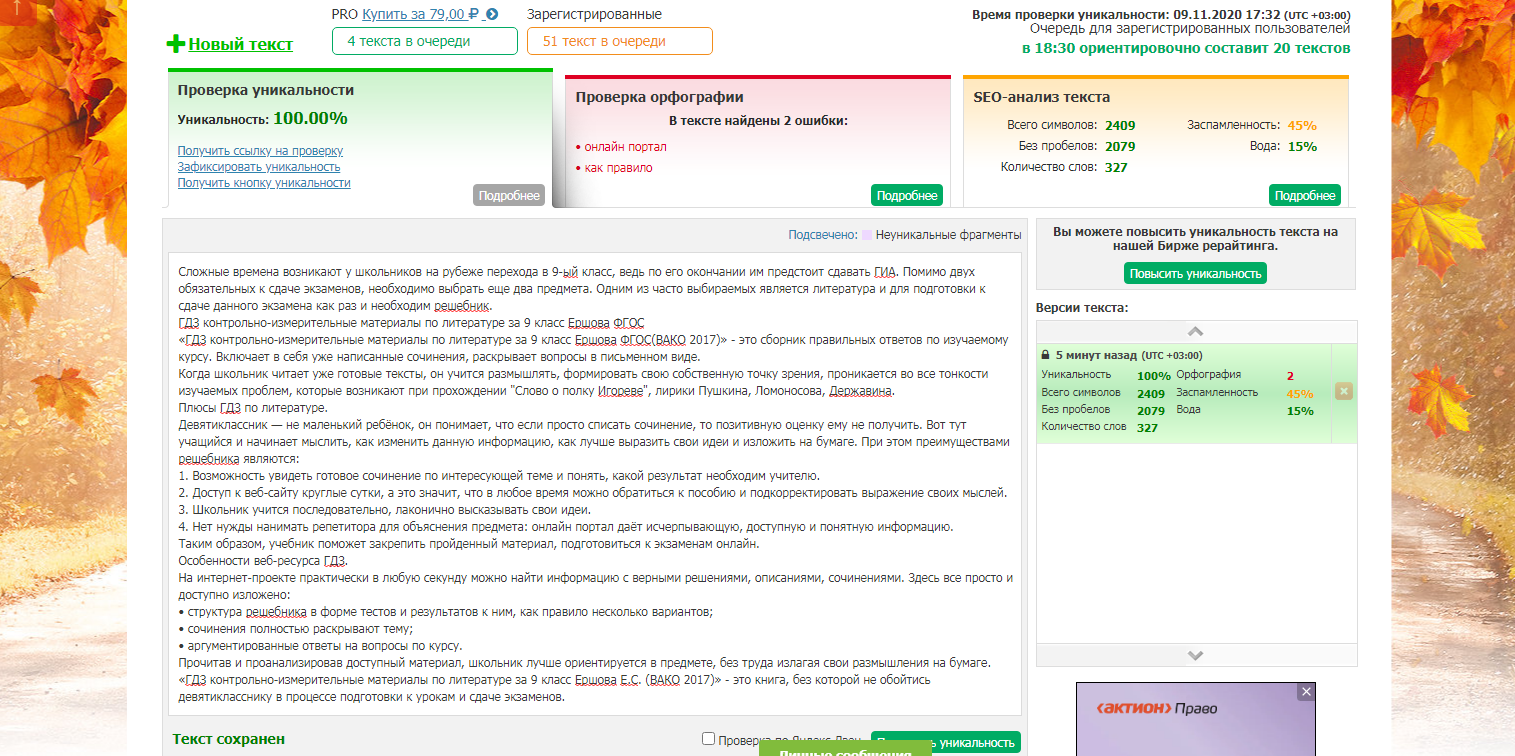 PRO Купить за 79,00 ₽
Зарегистрированные
Время проверки уникальности: 09.11.2020 17:32 (UTC +03:00)
Очередь для зарегистрированных пользователей
в 18:30 ориентировочно составит 20 текстов
Новый текст
4 текста в очереди
51 текст в очереди
Проверка уникальности
Уникальность: 100.00%
Получить ссылку на проверку
Зафиксировать уникальность
Получить кнопку уникальности
Подробнее
Проверка орфографии
В тексте найдены 2 ошибки:
• онлайн портал
• как правило
Подробнее
SEO-анализ текста
Всего символов: 2409
Заспамленность: 45%
Без пробелов: 2079
Вода: 15%
Количество слов: 327
Подробнее
Подсвечено: Неуникальные фрагменты
Сложные времена возникают у школьников на рубеже перехода в 9-ый класс, ведь по его окончании им предстоит сдавать ГИА. Помимо двух
обязательных к сдаче экзаменов, необходимо выбрать еще два предмета. Одним из часто выбираемых является литература и для подготовки к
сдаче данного экзамена как раз и необходим решебник.
ГДЗ контрольно-измерительные материалы по литературе за 9 класс Ершова ФГОС
«ГДЗ контрольно-измерительные материалы по литературе за 9 класс Ершова ФГОС(ВАКО 2017)» - это сборник правильных ответов по изучаемому
курсу. Включает в себя уже написанные сочинения, раскрывает вопросы в письменном виде.
Когда школьник читает уже готовые тексты, он учится размышлять, формировать свою собственную точку зрения, проникается во все тонкости
изучаемых проблем, которые возникают при прохождении "Слово о полку Игореве", лирики Пушкина, Ломоносова, Державина.
Плюсы ГДЗ по литературе.
Девятиклассник — не маленький ребёнок, он понимает, что если просто списать сочинение, то позитивную оценку ему не получить. Вот тут
учащийся и начинает мыслить, как изменить данную информацию, как лучше выразить свои идеи и изложить на бумаге. При этом преимуществами
решебника являются:
1. Возможность увидеть готовое сочинение по интересующей теме и понять, какой результат необходим учителю.
2. Доступ к веб-сайту круглые сутки, а это значит, что в любое время можно обратиться к пособию и подкорректировать выражение своих мыслей.
3. Школьник учится последовательно, лаконично высказывать свои идеи.
4. Нет нужды нанимать репетитора для объяснения предмета: онлайн портал даёт исчерпывающую, доступную и понятную информацию.
Таким образом, учебник поможет закрепить пройденный материал, подготовиться к экзаменам онлайн.
Особенности веб-ресурса ГДЗ.
На интернет-проекте практически в любую секунду можно найти информацию с верными решениями, описаниями, сочинениями. Здесь все просто и
доступно изложено:
• структура решебника в форме тестов и результатов к ним, как правило несколько вариантов;
• сочинения полностью раскрывают тему;
• аргументированные ответы на вопросы по курсу.
Прочитав и проанализировав доступный материал, школьник лучше ориентируется в предмете, без труда излагая свои размышления на бумаге.
«ГДЗ контрольно-измерительные материалы по литературе за 9 класс Ершова Е.С. (ВАКО 2017)» - это книга, без которой не обойтись
девятикласснику в процессе подготовки к урокам и сдаче экзаменов.
Текст сохранен
Проверка по
уникальность
Личные сообщения
Вы можете повысить уникальность текста на
нашей Бирже рерайтинга.
Повысить уникальность
Версии текста:
5 минут назад (UTC +03:00)
Уникальность 100% Орфография 2
Всего символов 2409 Заспамленность 45%
Без пробелов 2079 Вода 15%
Количество слов 327
‹АКТИОН› Право